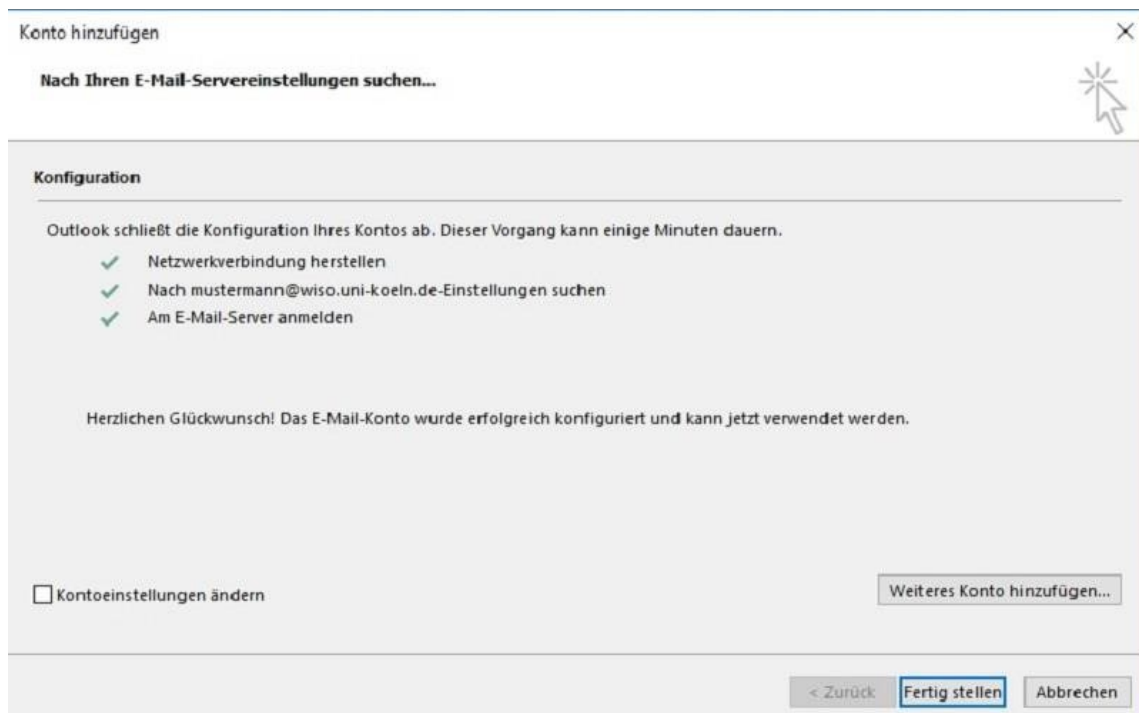 Konto hinzufügen
Nach Ihren E-Mail-Servereinstellungen suchen...
Konfiguration
Outlook schließt die Konfiguration Ihres Kontos ab. Dieser Vorgang kann einige Minuten dauern.
Netzwerkverbindung herstellen
Nach mustermann@wiso.uni-koeln.de-Einstellungen suchen
Am E-Mail-Server anmelden
Herzlichen Glückwunsch! Das E-Mail-Konto wurde erfolgreich konfiguriert und kann jetzt verwendet werden.
Kontoeinstellungen ändern
Weiteres Konto hinzufügen...
< Zurück Fertig stellen Abbrechen